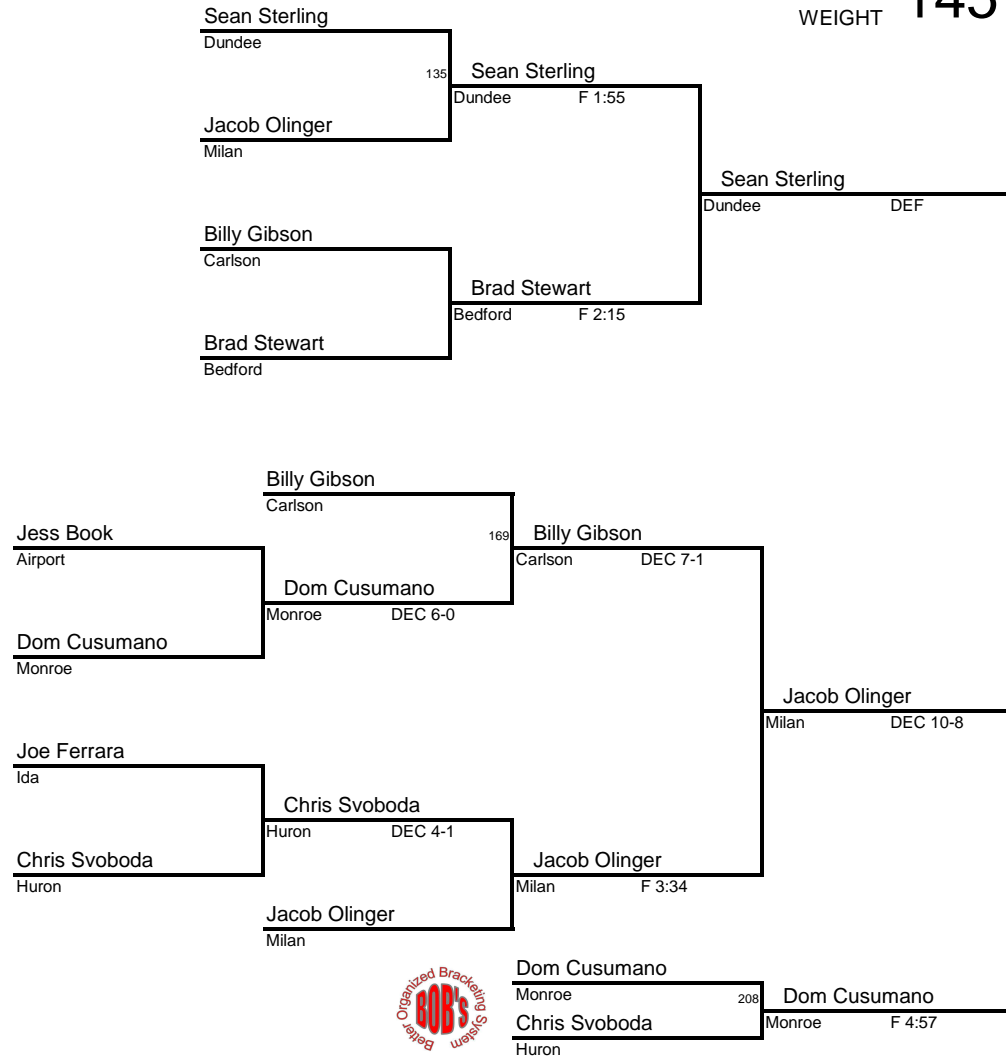 Sean Sterling
WEIGHT 145
Dundee
135 Sean Sterling
Dundee F 1:55
Jacob Olinger
Milan
Sean Sterling
Dundee DEF
Billy Gibson
Carlson
Brad Stewart
Bedford F 2:15
Brad Stewart
Bedford
Billy Gibson
Carlson
Jess Book
169 Billy Gibson
Airport
Carlson DEC 7-1
Dom Cusumano
Monroe DEC 6-0
Dom Cusumano
Monroe
Jacob Olinger
Milan DEC 10-8
Joe Ferrara
Ida
Chris Svoboda
Huron DEC 4-1
Chris Svoboda
Jacob Olinger
Huron
Milan F 3:34
Jacob Olinger
Milan
Dom Cusumano
Monroe
208 Dom Cusumano
Monroe F 4:57
Chris Svoboda
Huron
Better Organized Bracketing System
BOB'S